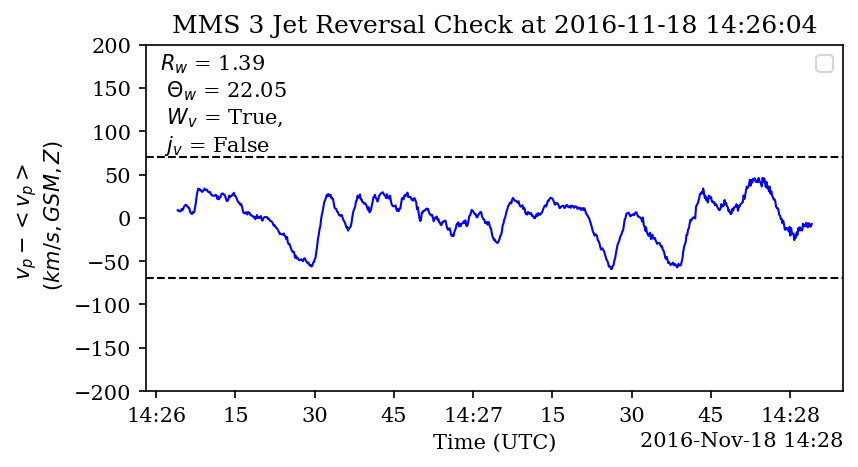 MMS 3 Jet Reversal Check at 2016-11-18 14:26:04
R_w = 1.39
Θ_w = 22.05
W_v = True,
j_v = False
200
150
100
50
0
−50
−100
−150
−200
v_p − < v_p >
(km/s, GSM, Z)
14:26 15 30 45 14:27 15 30 45 14:28
Time (UTC)
2016-Nov-18 14:28